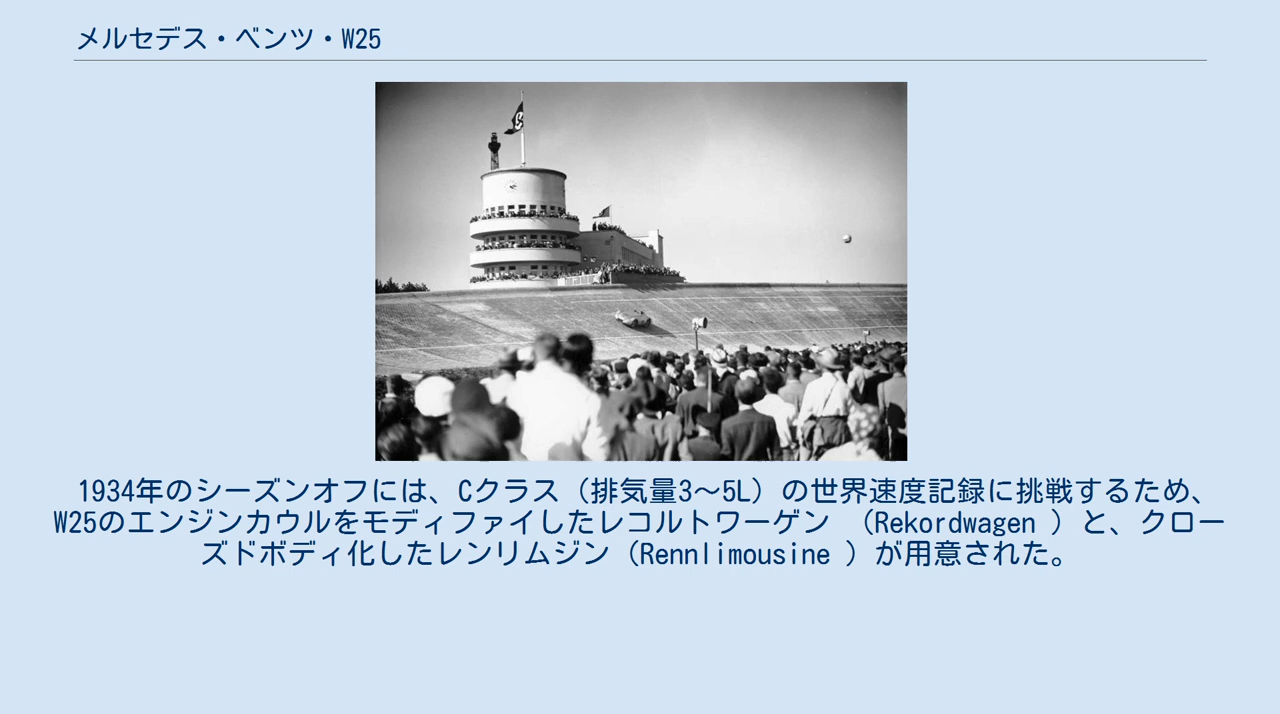 メルセデス・ベンツ・W25
1934年のシーズンオフには、Cクラス（排気量3～5L）の世界速度記録に挑戦するため、
W25のエンジンカウルをモディファイしたレコルトワーゲン （Rekordwagen ）と、クロー
ズドボディ化したレンリムジン（Rennlimousine ）が用意された。